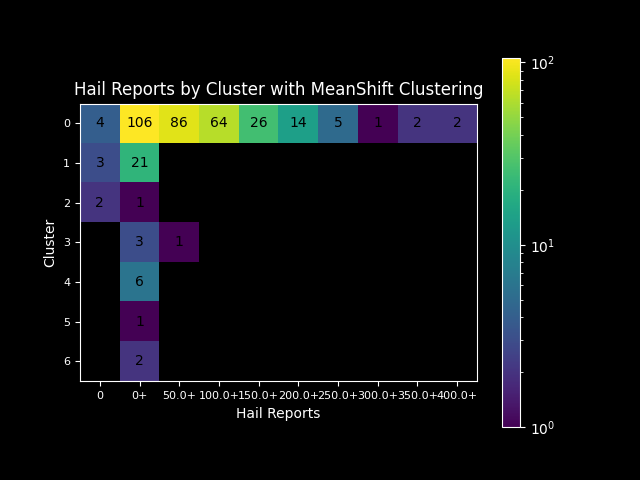 Hail Reports by Cluster with MeanShift Clustering
0 4 106 86 64 26 14 5 1 2 2
1 3 21
2 2 1
3 3 1
4 6
5 1
6 2
Cluster
0 0+ 50.0+ 100.0+ 150.0+ 200.0+ 250.0+ 300.0+ 350.0+ 400.0+
Hail Reports
10²
10¹
10⁰